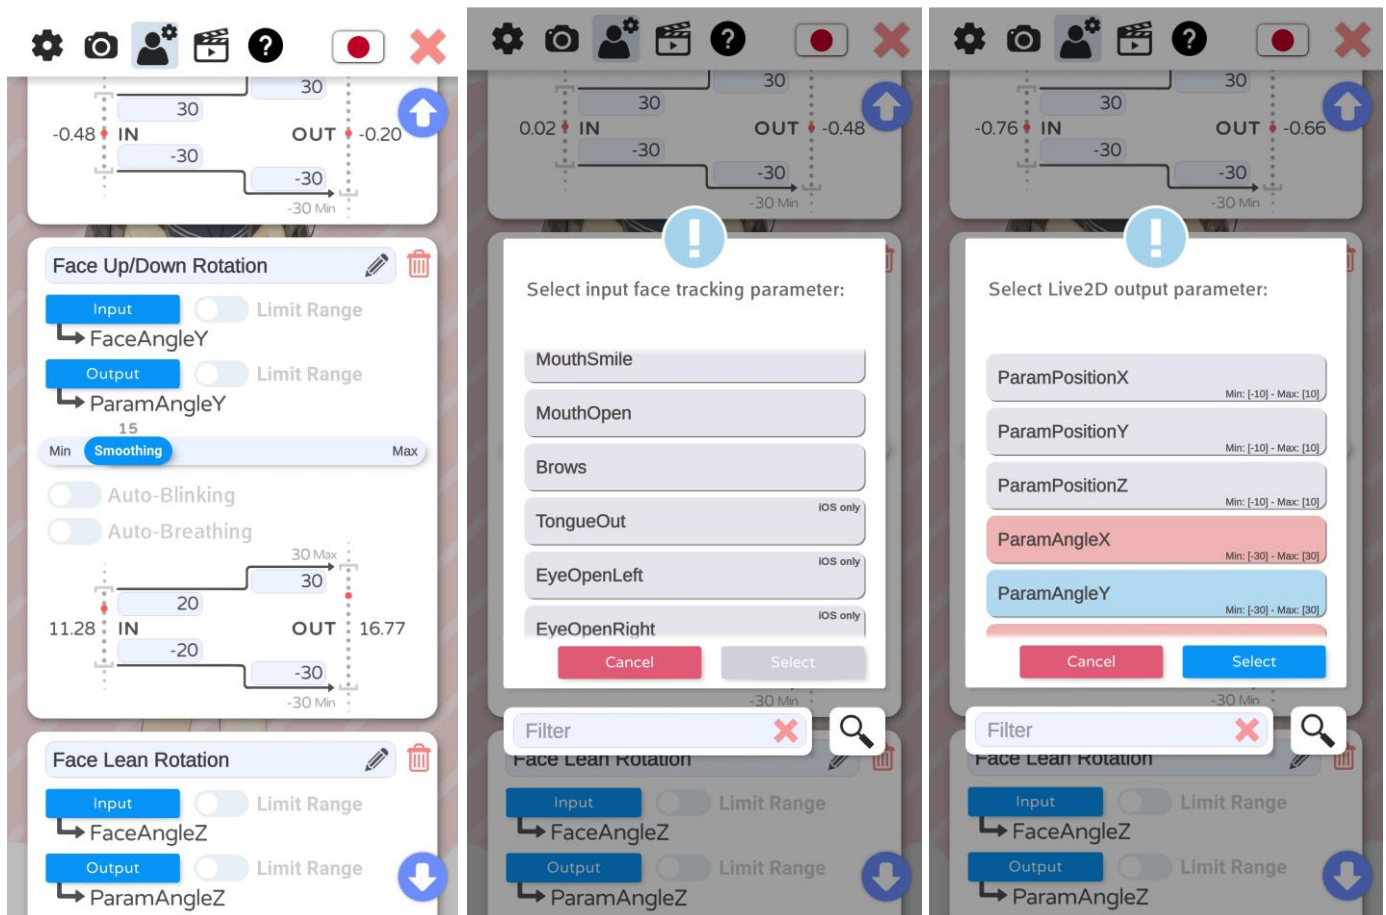 30
30
-0.48 IN OUT -0.20
-30
-30
-30 Min
Face Up/Down Rotation
Input Limit Range
FaceAngleY
Output Limit Range
ParamAngleY
15
Min Smoothing Max
Auto-Blinking
Auto-Breathing
30 Max
30
20
11.28 IN OUT 16.77
-20
-30
-30 Min
Face Lean Rotation
Input Limit Range
FaceAngleZ
Output Limit Range
ParamAngleZ
30
30
0.02 IN OUT -0.48
-30
-30
-30 Min
Select input face tracking parameter:
MouthSmile
MouthOpen
Brows
TongueOut iOS only
EyeOpenLeft iOS only
EyeOpenRight iOS only
Cancel Select
-30 Min
Filter
Face Lean Rotation
Input Limit Range
FaceAngleZ
Output Limit Range
ParamAngleZ
30
30
-0.76 IN OUT -0.66
-30
-30
-30 Min
Select Live2D output parameter:
ParamPositionX
Min: [-10] - Max: [10]
ParamPositionY
Min: [-10] - Max: [10]
ParamPositionZ
Min: [-10] - Max: [10]
ParamAngleX
Min: [-30] - Max: [30]
ParamAngleY
Min: [-30] - Max: [30]
Cancel Select
-30 Min
Filter
Face Lean Rotation
Input Limit Range
FaceAngleZ
Output Limit Range
ParamAngleZ